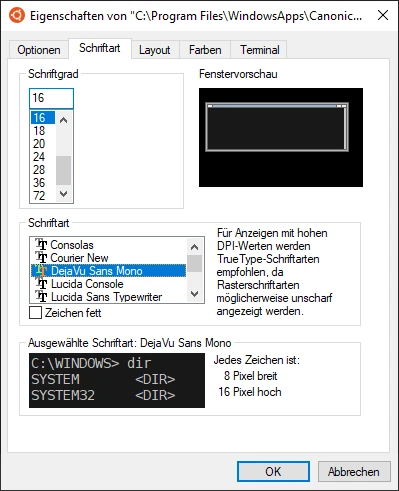 Eigenschaften von "C:\Program Files\WindowsApps\Canonic...
Optionen
Schriftart
Layout
Farben
Terminal
Schriftgrad
16
16
18
20
24
28
36
72
Fenstervorschau
Schriftart
Consolas
Courier New
DejaVu Sans Mono
Lucida Console
Lucida Sans Typewriter
Zeichen fett
Für Anzeigen mit hohen
DPI-Werten werden
TrueType-Schriftarten
empfohlen, da
Rasterschriftarten
möglicherweise unscharf
angezeigt werden.
Ausgewählte Schriftart: DejaVu Sans Mono
C:\WINDOWS> dir
SYSTEM <DIR>
SYSTEM32 <DIR>
Jedes Zeichen ist:
8 Pixel breit
16 Pixel hoch
OK
Abbrechen